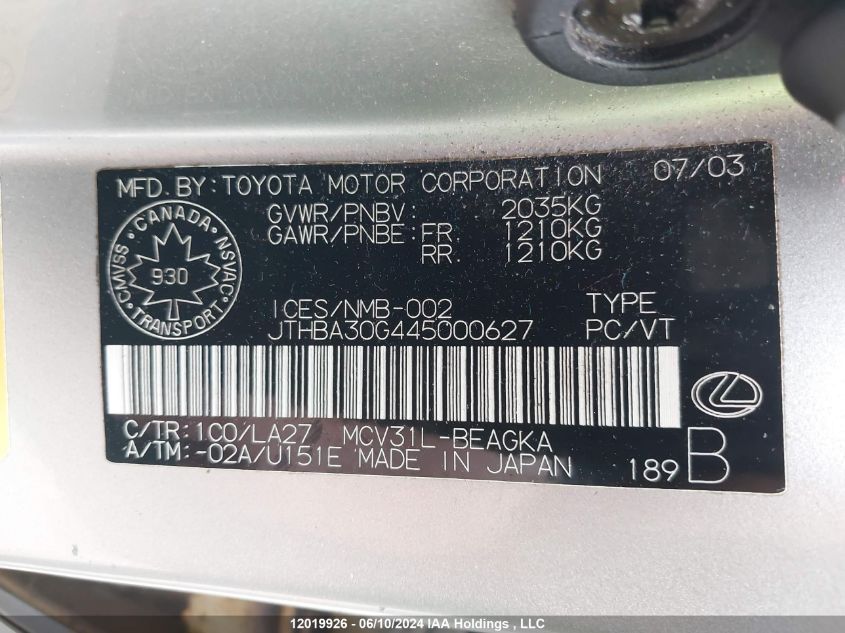 MFD. BY: TOYOTA MOTOR CORPORATION 07/03
GVWR/PNBV: 2035KG
GAWR/PNBE: FR 1210KG
RR 1210KG
CANADA
CMVSS NSVAC
930
TRANSPORT
ICES/NMB-002 TYPE
JTHBA30G445000627 PC/VT
C/TR: 1C0/LA27 MCV31L-BEAGKA
A/TM: -02A/U151E MADE IN JAPAN 189 B
12019926 - 06/10/2024 IAA Holdings , LLC